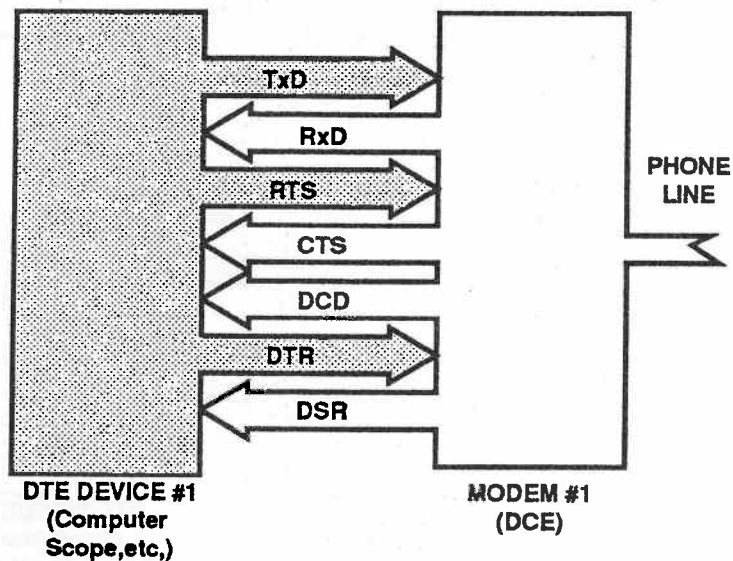 TxD
RxD
RTS
CTS
DCD
DTR
DSR
PHONE
LINE
DTE DEVICE #1
(Computer
Scope,etc,)
MODEM #1
(DCE)